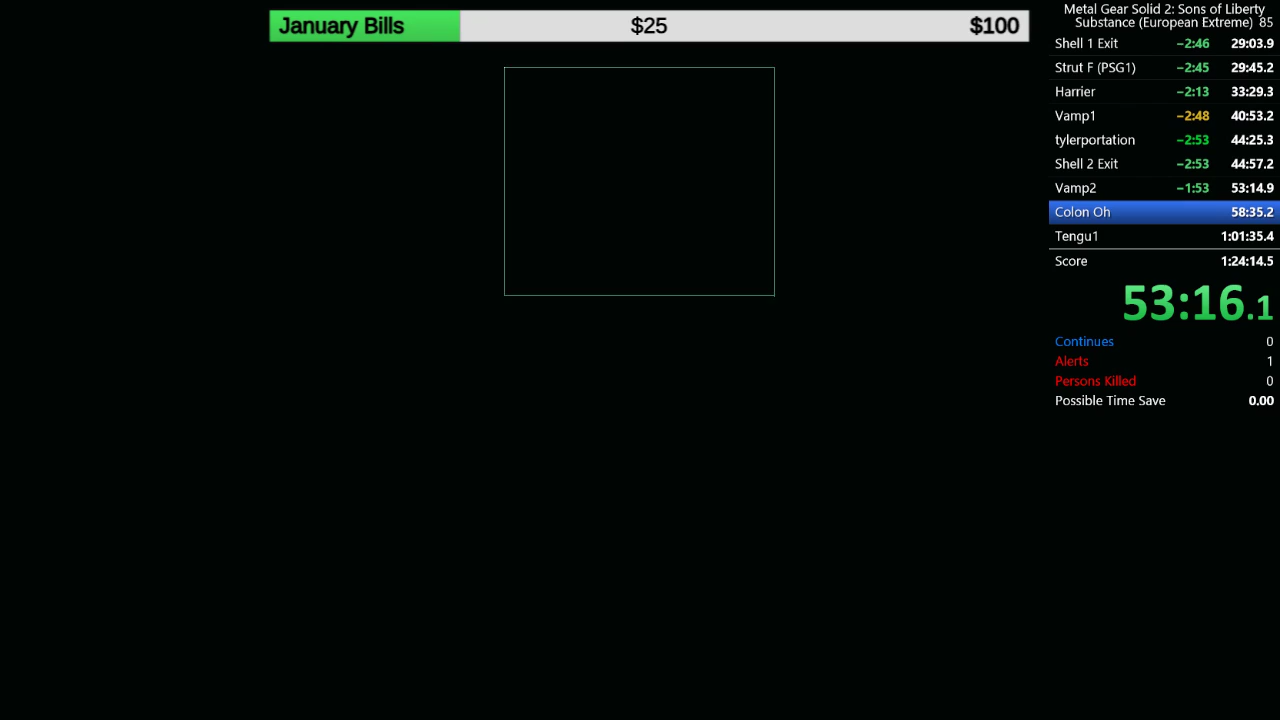 January Bills $25 $100
Metal Gear Solid 2: Sons of Liberty
Substance (European Extreme) 85
Shell 1 Exit −2:46 29:03.9
Strut F (PSG1) −2:45 29:45.2
Harrier −2:13 33:29.3
Vamp1 −2:48 40:53.2
tylerportation −2:53 44:25.3
Shell 2 Exit −2:53 44:57.2
Vamp2 −1:53 53:14.9
Colon Oh 58:35.2
Tengu1 1:01:35.4
Score 1:24:14.5
53:16.1
Continues 0
Alerts 1
Persons Killed 0
Possible Time Save 0.00